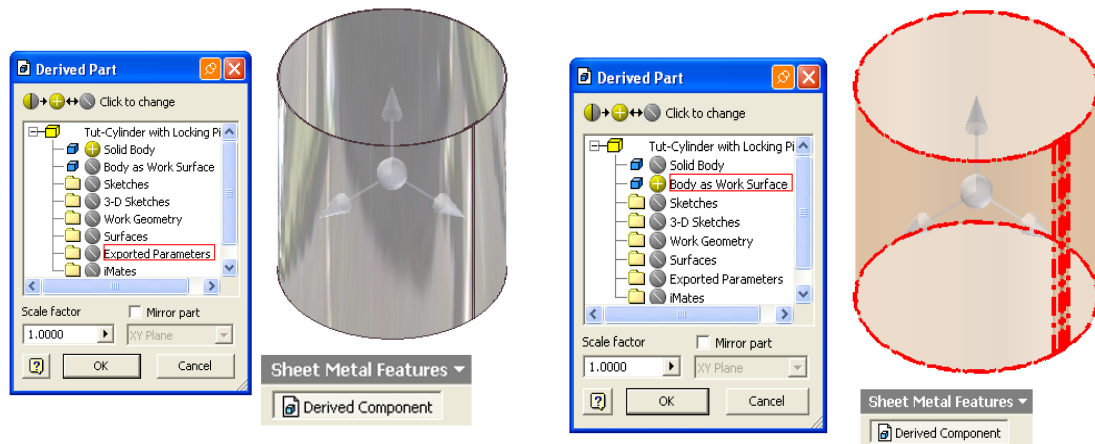 Derived Part
Click to change
Tut-Cylinder with Locking Pi
Solid Body
Body as Work Surface
Sketches
3-D Sketches
Work Geometry
Surfaces
Exported Parameters
iMates
Scale factor
Mirror part
1.0000
XY Plane
OK
Cancel
Sheet Metal Features
Derived Component
Derived Part
Click to change
Tut-Cylinder with Locking Pi
Solid Body
Body as Work Surface
Sketches
3-D Sketches
Work Geometry
Surfaces
Exported Parameters
iMates
Scale factor
Mirror part
1.0000
XY Plane
OK
Cancel
Sheet Metal Features
Derived Component